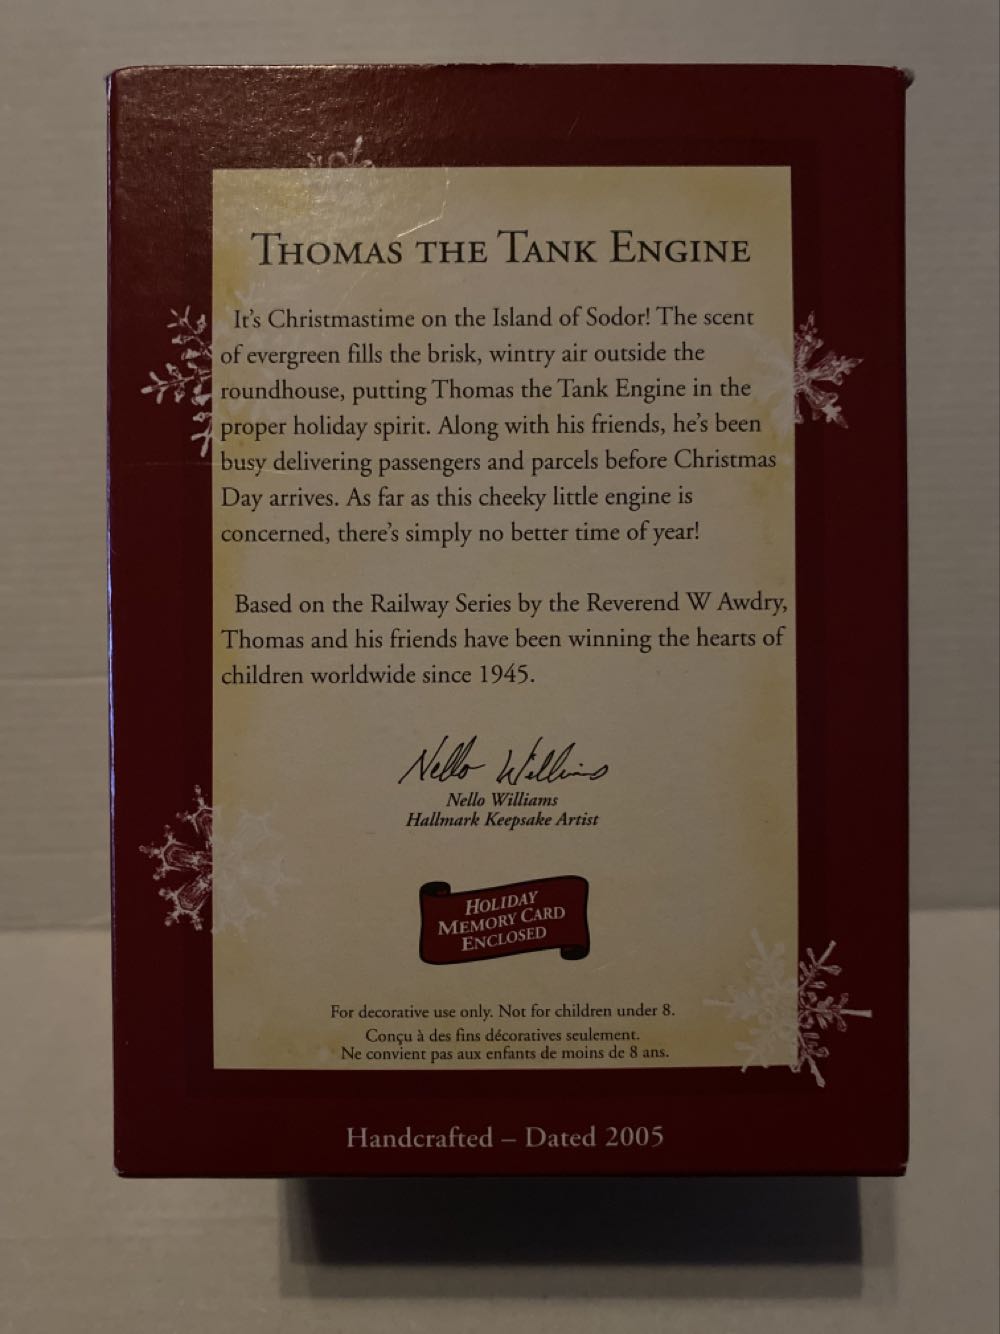 THOMAS THE TANK ENGINE
It's Christmastime on the Island of Sodor! The scent
of evergreen fills the brisk, wintry air outside the
roundhouse, putting Thomas the Tank Engine in the
proper holiday spirit. Along with his friends, he's been
busy delivering passengers and parcels before Christmas
Day arrives. As far as this cheeky little engine is
concerned, there's simply no better time of year!
Based on the Railway Series by the Reverend W Awdry,
Thomas and his friends have been winning the hearts of
children worldwide since 1945.
Nello Williams
Nello Williams
Hallmark Keepsake Artist
HOLIDAY
MEMORY CARD
ENCLOSED
For decorative use only. Not for children under 8.
Conçu à des fins décoratives seulement.
Ne convient pas aux enfants de moins de 8 ans.
Handcrafted – Dated 2005